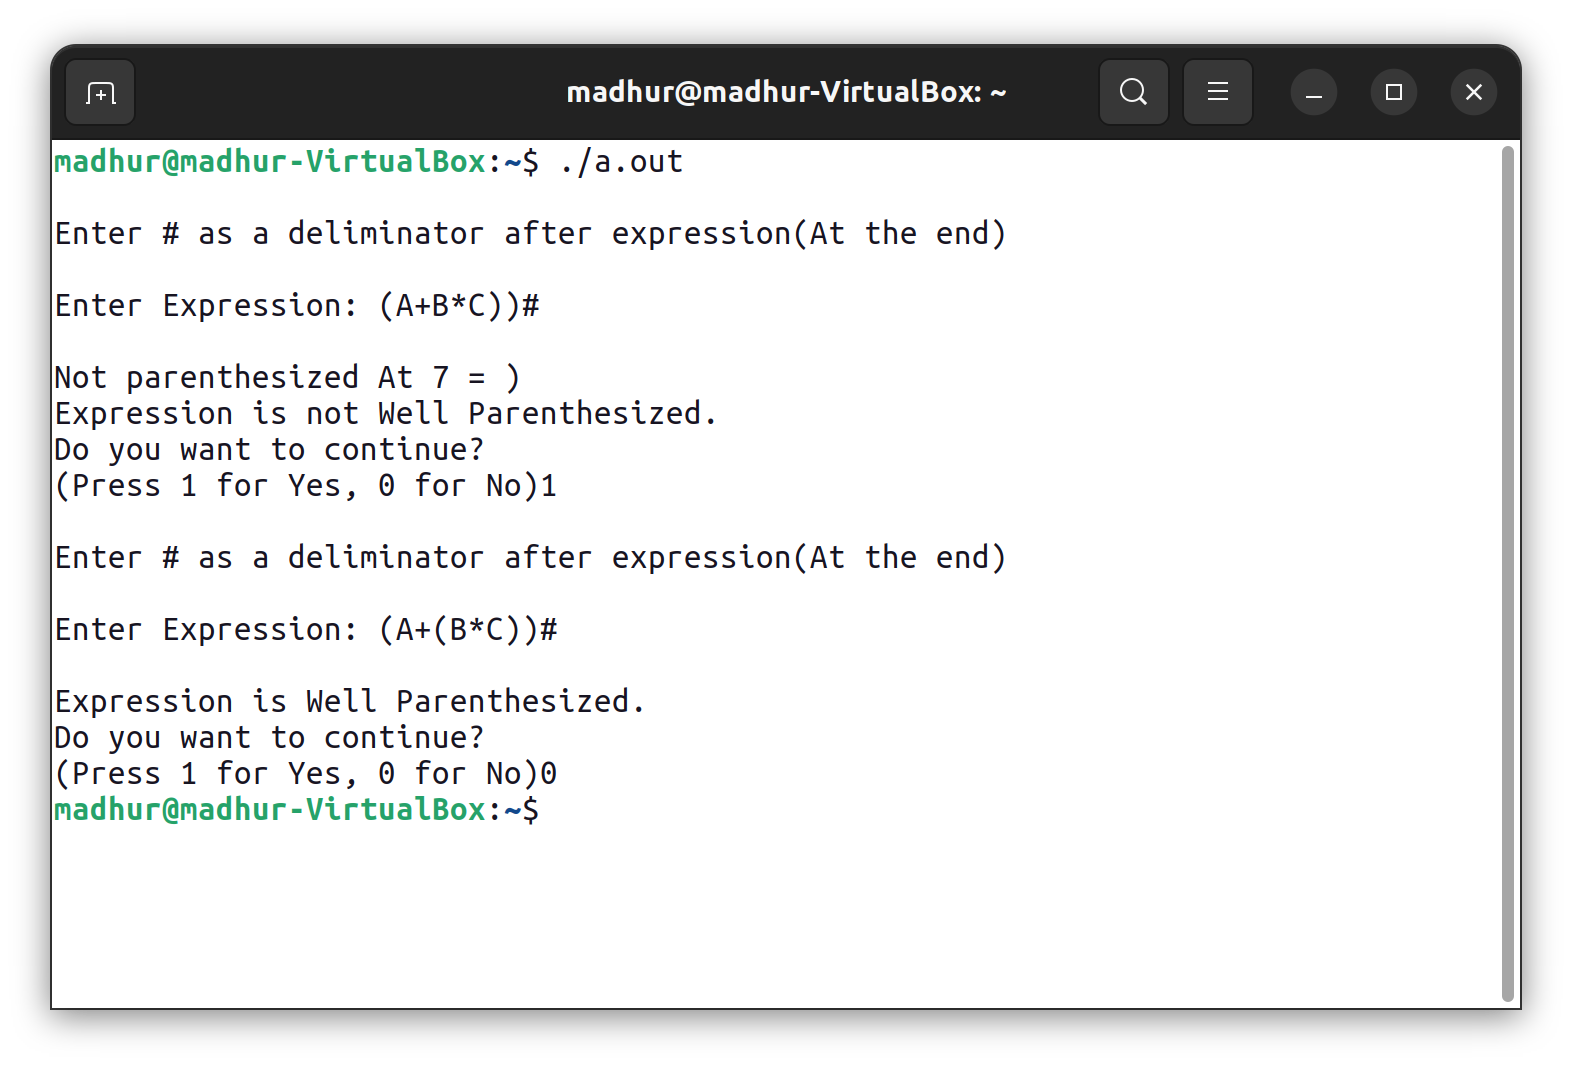 madhur@madhur-VirtualBox: ~
madhur@madhur-VirtualBox:~$ ./a.out
Enter # as a deliminator after expression(At the end)
Enter Expression: (A+B*C))#
Not parenthesized At 7 = )
Expression is not Well Parenthesized.
Do you want to continue?
(Press 1 for Yes, 0 for No)1
Enter # as a deliminator after expression(At the end)
Enter Expression: (A+(B*C))#
Expression is Well Parenthesized.
Do you want to continue?
(Press 1 for Yes, 0 for No)0
madhur@madhur-VirtualBox:~$